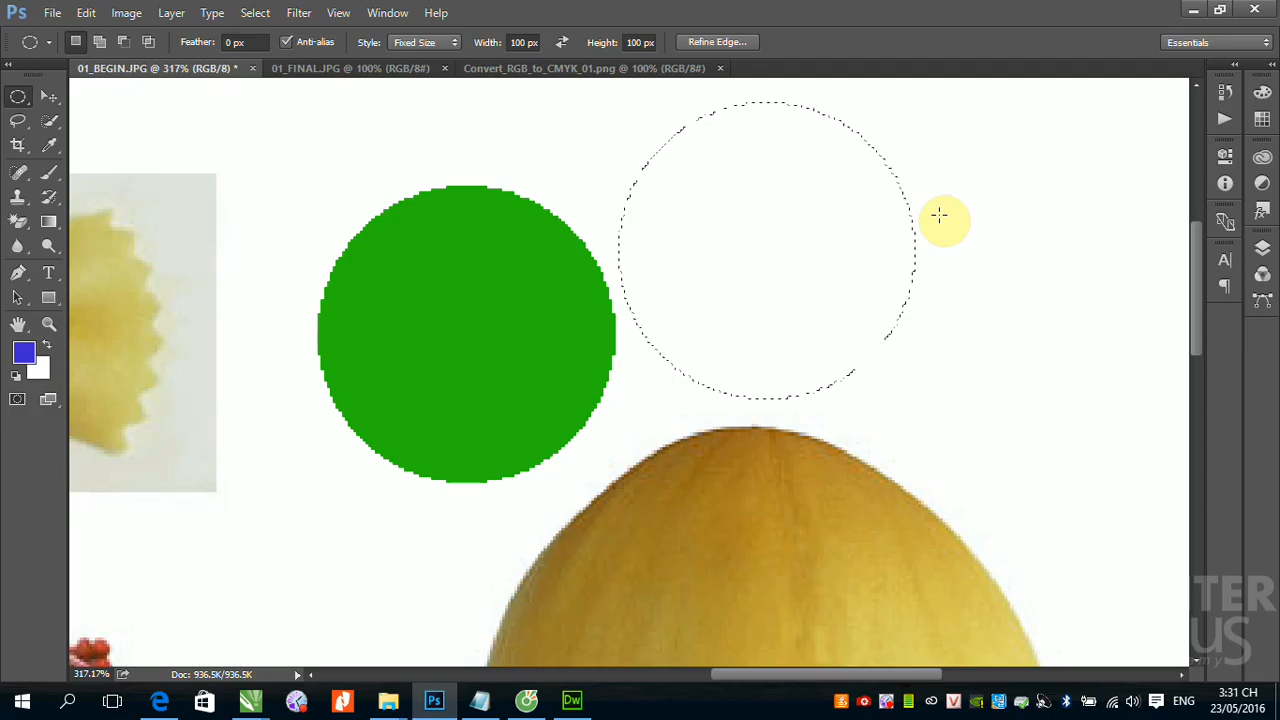 Ps File Edit Image Layer Type Select Filter View Window Help
Feather: 0 px Anti-alias Style: Fixed Size Width: 100 px Height: 100 px Refine Edge... Essentials
01_BEGIN.JPG @ 317% (RGB/8) * × 01_FINAL.JPG @ 100% (RGB/8#) × Convert_RGB_to_CMYK_01.png @ 100% (RGB/8#) ×
317.17% Doc: 936.5K/936.5K
ENG
3:31 CH
23/05/2016